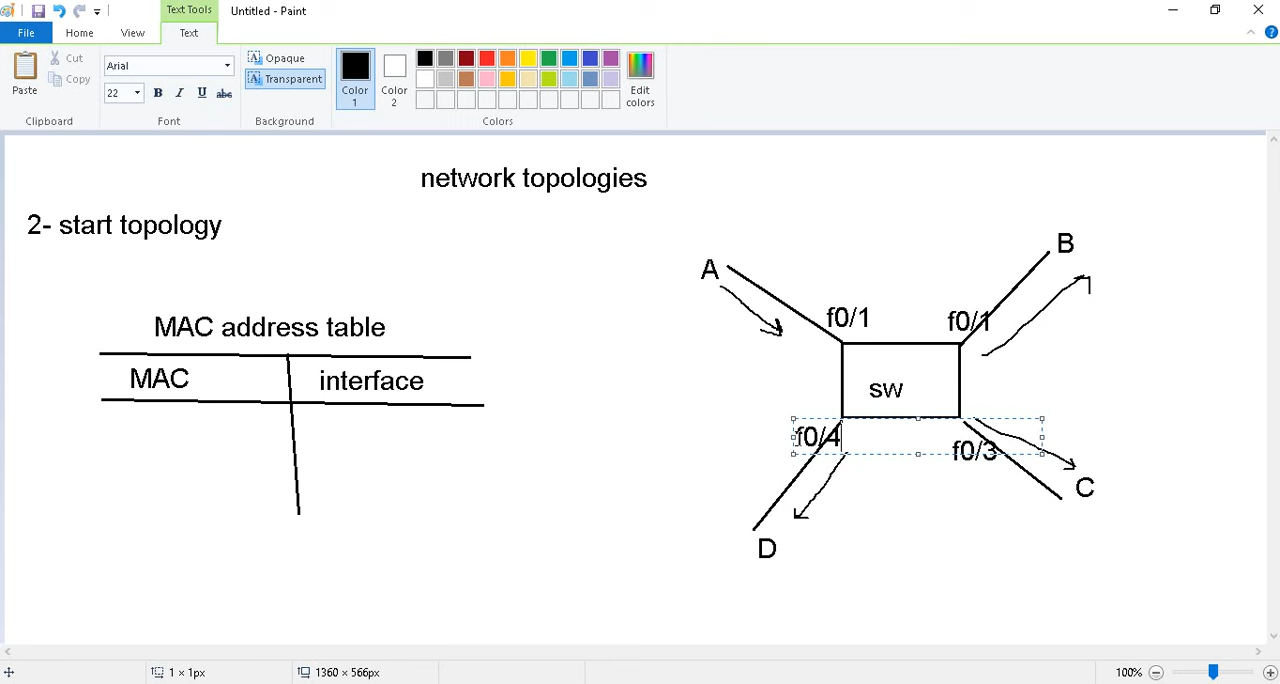 Text Tools
Untitled - Paint
File
Home
View
Text
Paste
Cut
Copy
Clipboard
Arial
22
B I U abc
Font
Opaque
Transparent
Background
Color 1
Color 2
Edit colors
Colors
network topologies
2- start topology
MAC address table
MAC interface
A
B
f0/1
f0/1
sw
f0/4
f0/3
C
D
1 × 1px
1360 × 566px
100%